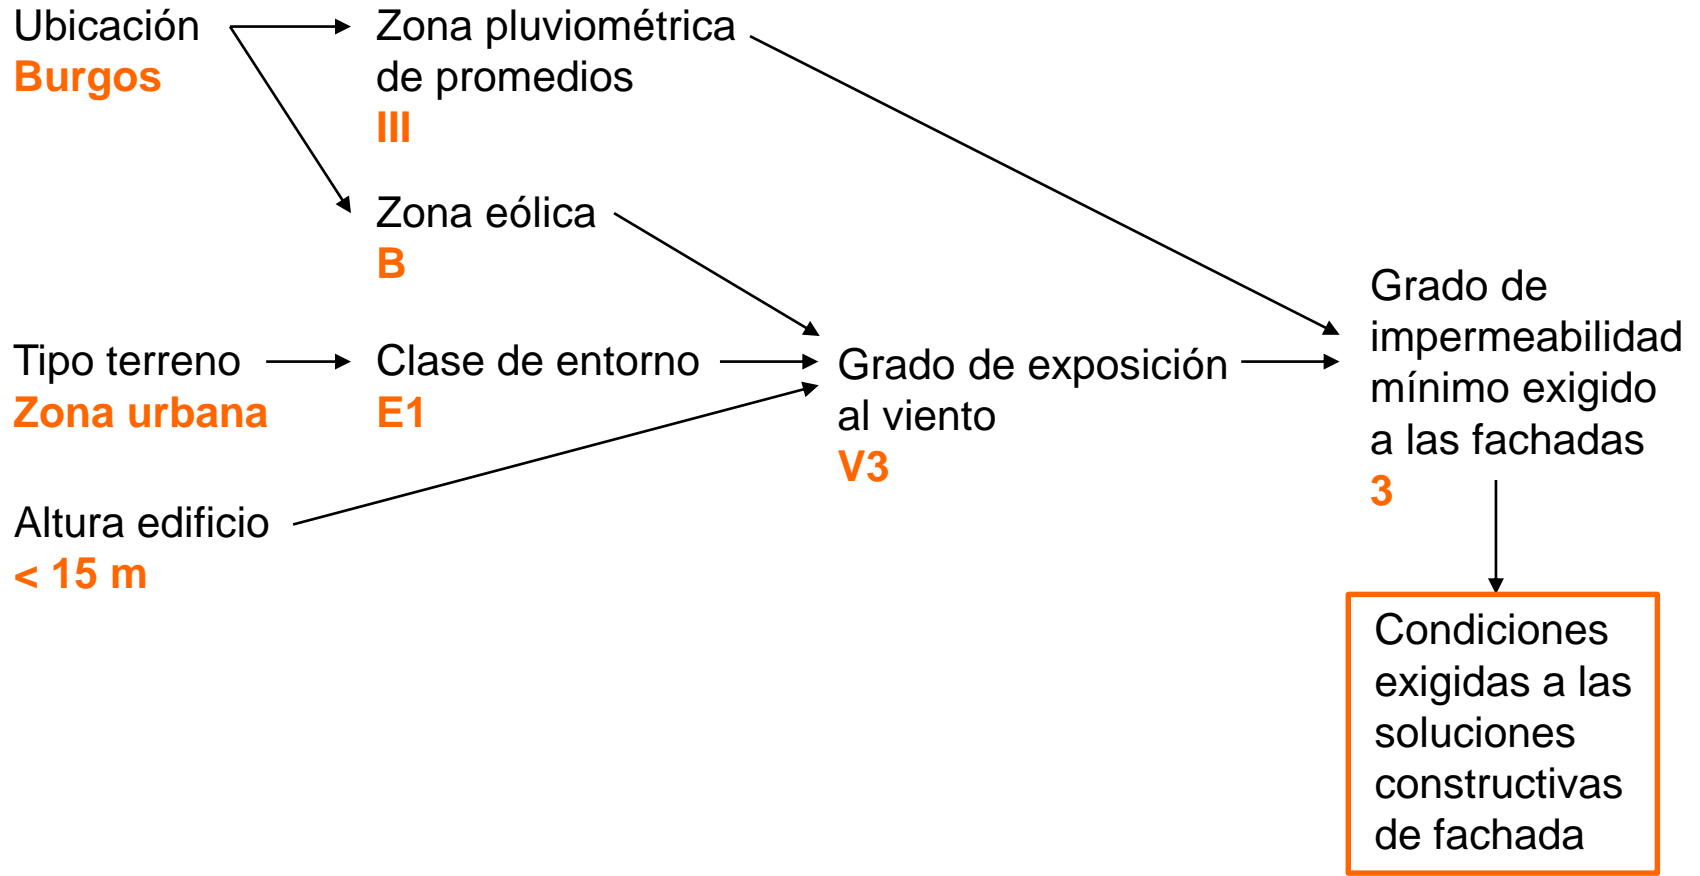 Ubicación
Burgos
Zona pluviométrica
de promedios
III
Zona eólica
B
Tipo terreno
Zona urbana
Clase de entorno
E1
Altura edificio
< 15 m
Grado de exposición
al viento
V3
Grado de
impermeabilidad
mínimo exigido
a las fachadas
3
Condiciones
exigidas a las
soluciones
constructivas
de fachada